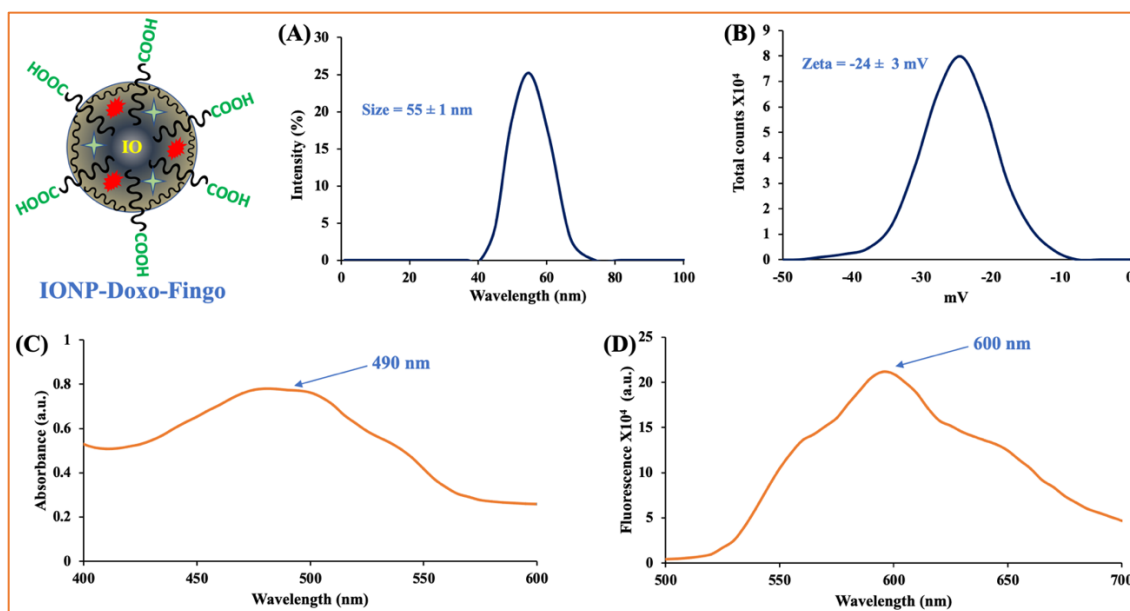 HOOC
COOH
COOH
HOOC
IO
COOH
HOOC
COOH
IONP-Doxo-Fingo
(A)
30
25
20
15
10
5
0
Intensity (%)
Size = 55 ± 1 nm
0
20
40
60
80
100
Wavelength (nm)
(B)
9
8
7
6
5
4
3
2
1
0
Total counts X10⁴
Zeta = -24 ± 3 mV
-50
-40
-30
-20
-10
0
mV
(C)
1
0.8
0.6
0.4
0.2
0
Absorbance (a.u.)
490 nm
400
450
500
550
600
Wavelength (nm)
(D)
25
20
15
10
5
0
Fluorescence X10⁴ (a.u.)
600 nm
500
550
600
650
700
Wavelength (nm)